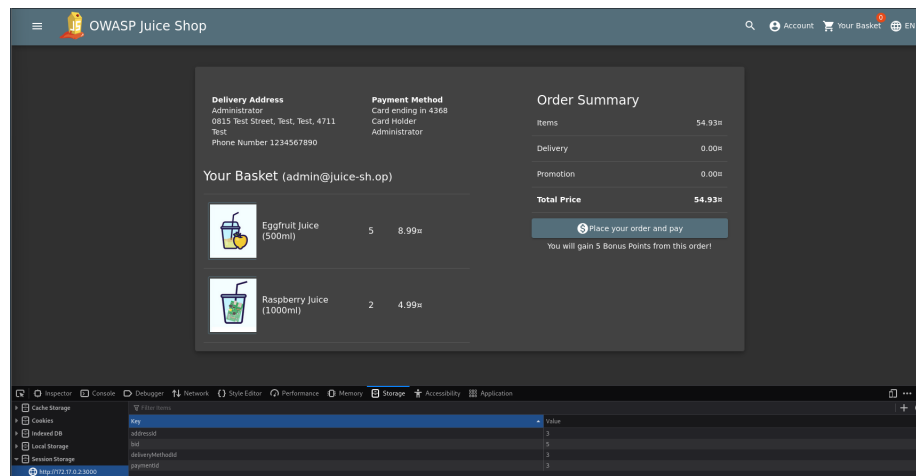 OWASP Juice Shop
Account
Your Basket
0
EN
Delivery Address
Administrator
0815 Test Street, Test, Test, 4711
Test
Phone Number 1234567890
Payment Method
Card ending in 4368
Card Holder
Administrator
Your Basket (admin@juice-sh.op)
Eggfruit Juice
(500ml)
5 8.99¤
Raspberry Juice
(1000ml)
2 4.99¤
Order Summary
Items 54.93¤
Delivery 0.00¤
Promotion 0.00¤
Total Price 54.93¤
Place your order and pay
You will gain 5 Bonus Points from this order!
Inspector Console Debugger Network Style Editor Performance Memory Storage Accessibility Application
Cache Storage
Cookies
Indexed DB
Local Storage
Session Storage
http://172.17.0.2:3000
Filter items
Key Value
addressId 3
bid 5
deliveryMethodId 3
paymentId 3